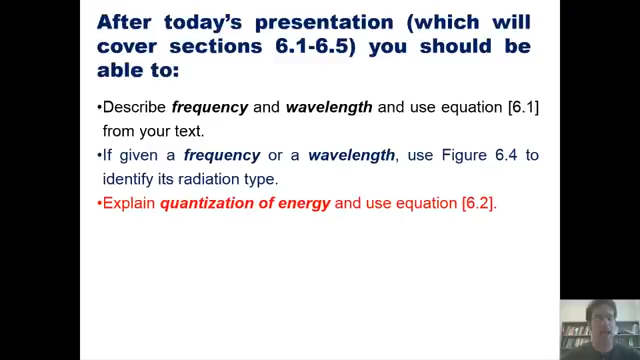 After today's presentation (which will
cover sections 6.1-6.5) you should be
able to:
•Describe frequency and wavelength and use equation [6.1]
from your text.
•If given a frequency or a wavelength, use Figure 6.4 to
identify its radiation type.
•Explain quantization of energy and use equation [6.2].